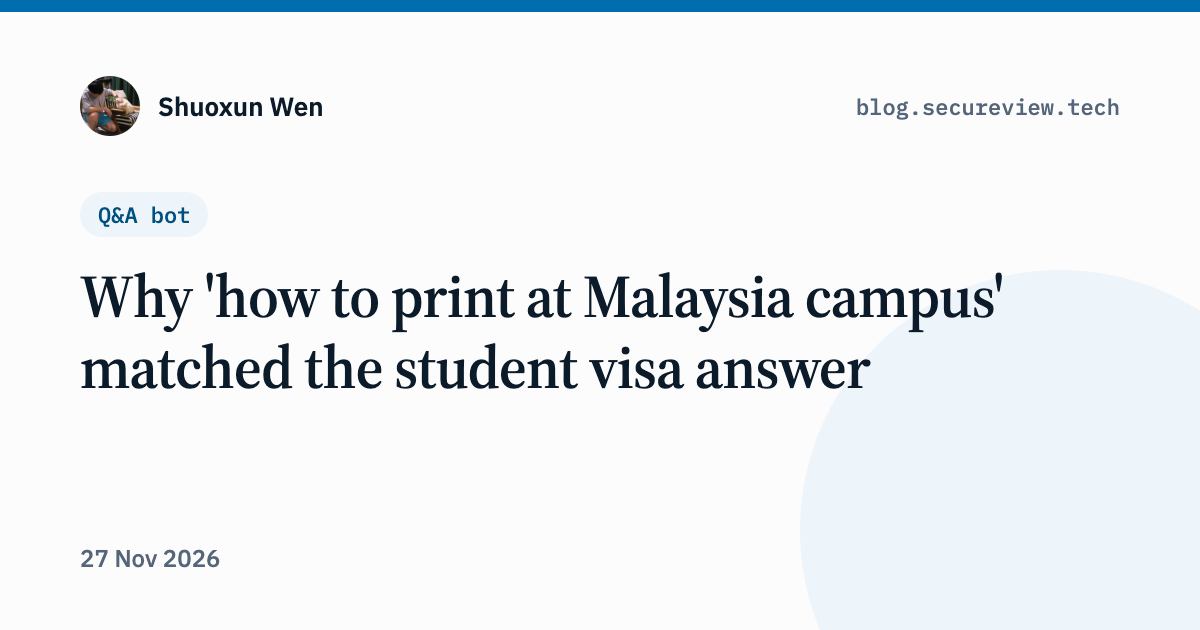 Shuoxun Wen
blog.secureview.tech
Q&A bot
Why 'how to print at Malaysia campus'
matched the student visa answer
27 Nov 2026